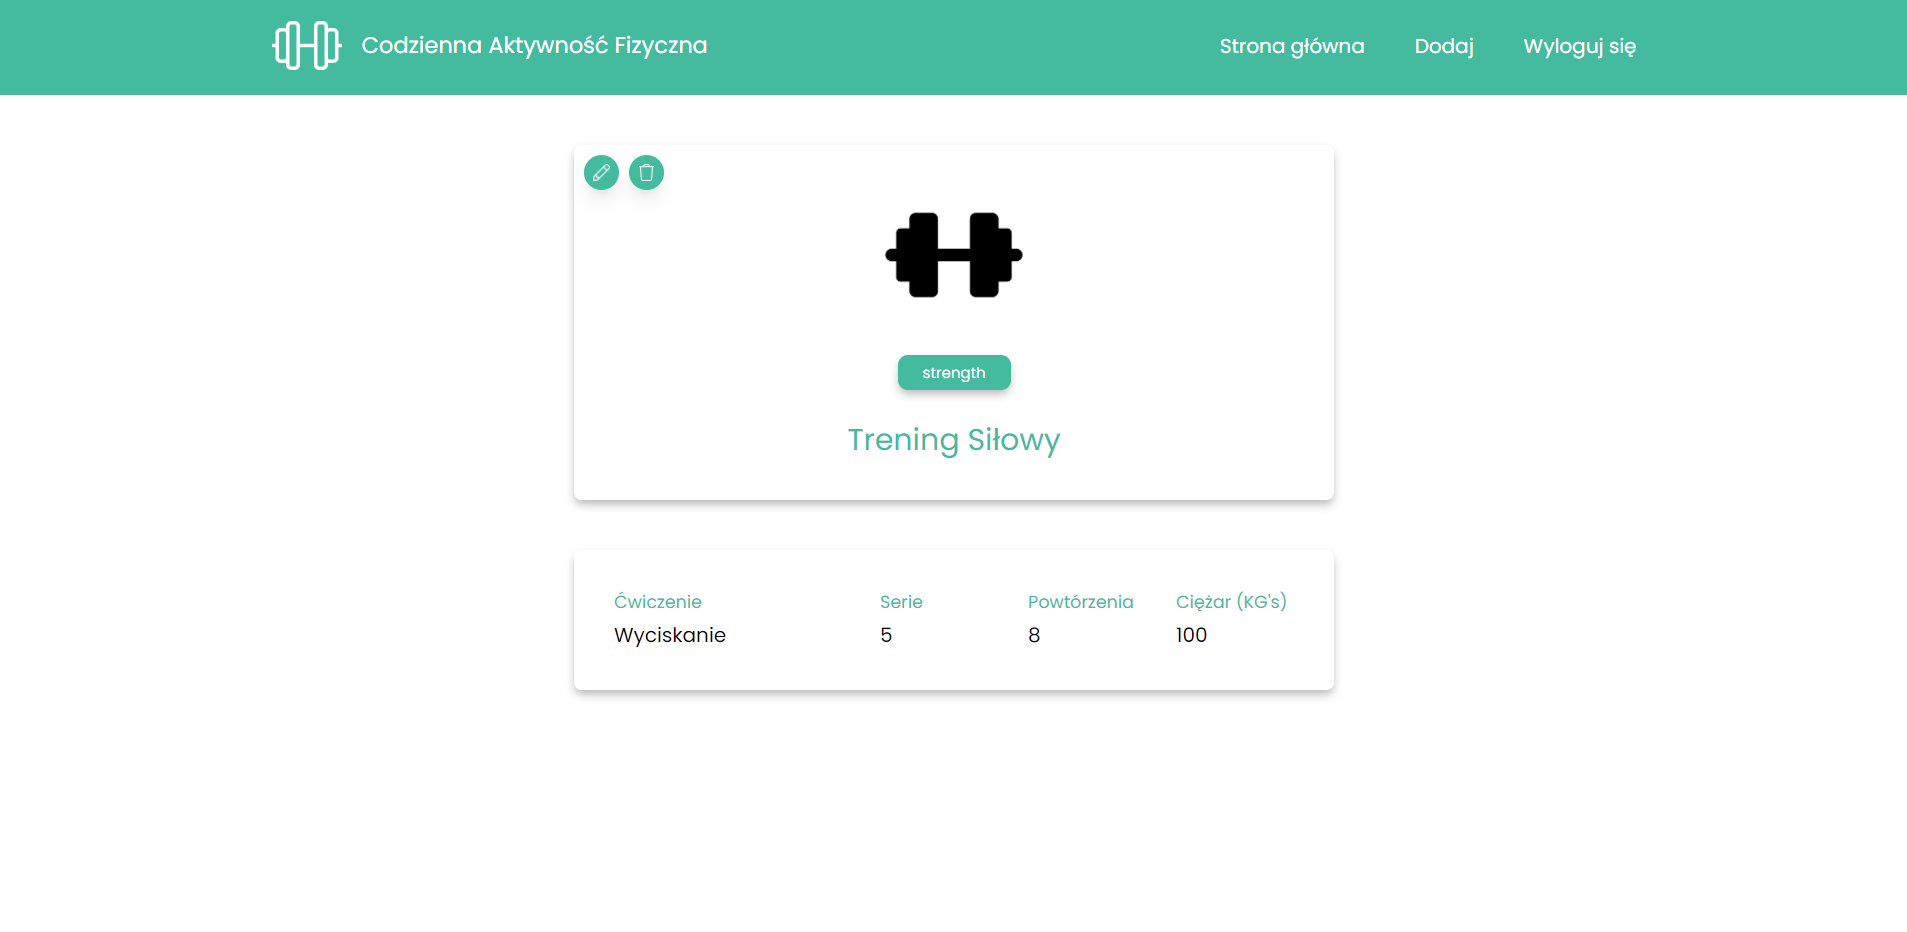 Codzienna Aktywność Fizyczna
Strona główna Dodaj Wyloguj się
strength
Trening Siłowy
Ćwiczenie Serie Powtórzenia Ciężar (KG's)
Wyciskanie 5 8 100